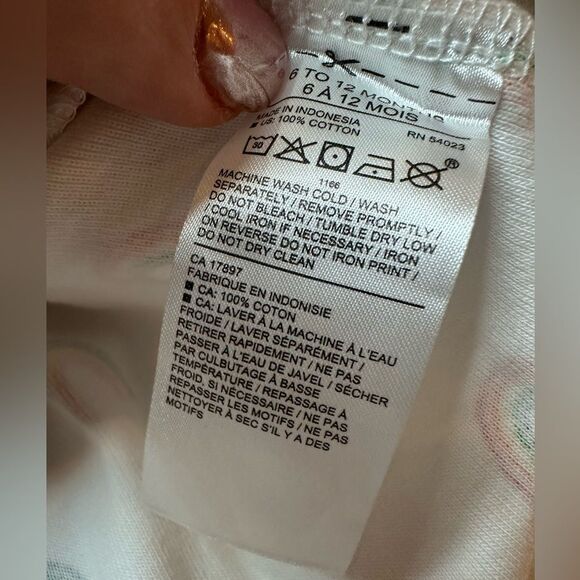 6 TO 12 MONTHS
6 À 12 MOIS
MADE IN INDONESIA
US: 100% COTTON
RN 54023
30
®
1166
MACHINE WASH COLD / WASH
SEPARATELY / REMOVE PROMPTLY /
DO NOT BLEACH / TUMBLE DRY LOW
/ COOL IRON IF NECESSARY / IRON
ON REVERSE DO NOT IRON PRINT /
DO NOT DRY CLEAN
CA 17897
FABRIQUE EN INDONISIE
CA: 100% COTTON
CA: LAVER À LA MACHINE À L'EAU
FROIDE / LAVER SÉPARÉMENT /
RETIRER RAPIDEMENT / NE PAS
PASSER À L'EAU DE JAVEL / SÉCHER
PAR CULBUTAGE À BASSE
TEMPÉRATURE / REPASSAGE À
FROID, SI NÉCESSAIRE / NE PAS
REPASSER LES MOTIFS / NE PAS
NETTOYER À SEC S'IL Y A DES
MOTIFS